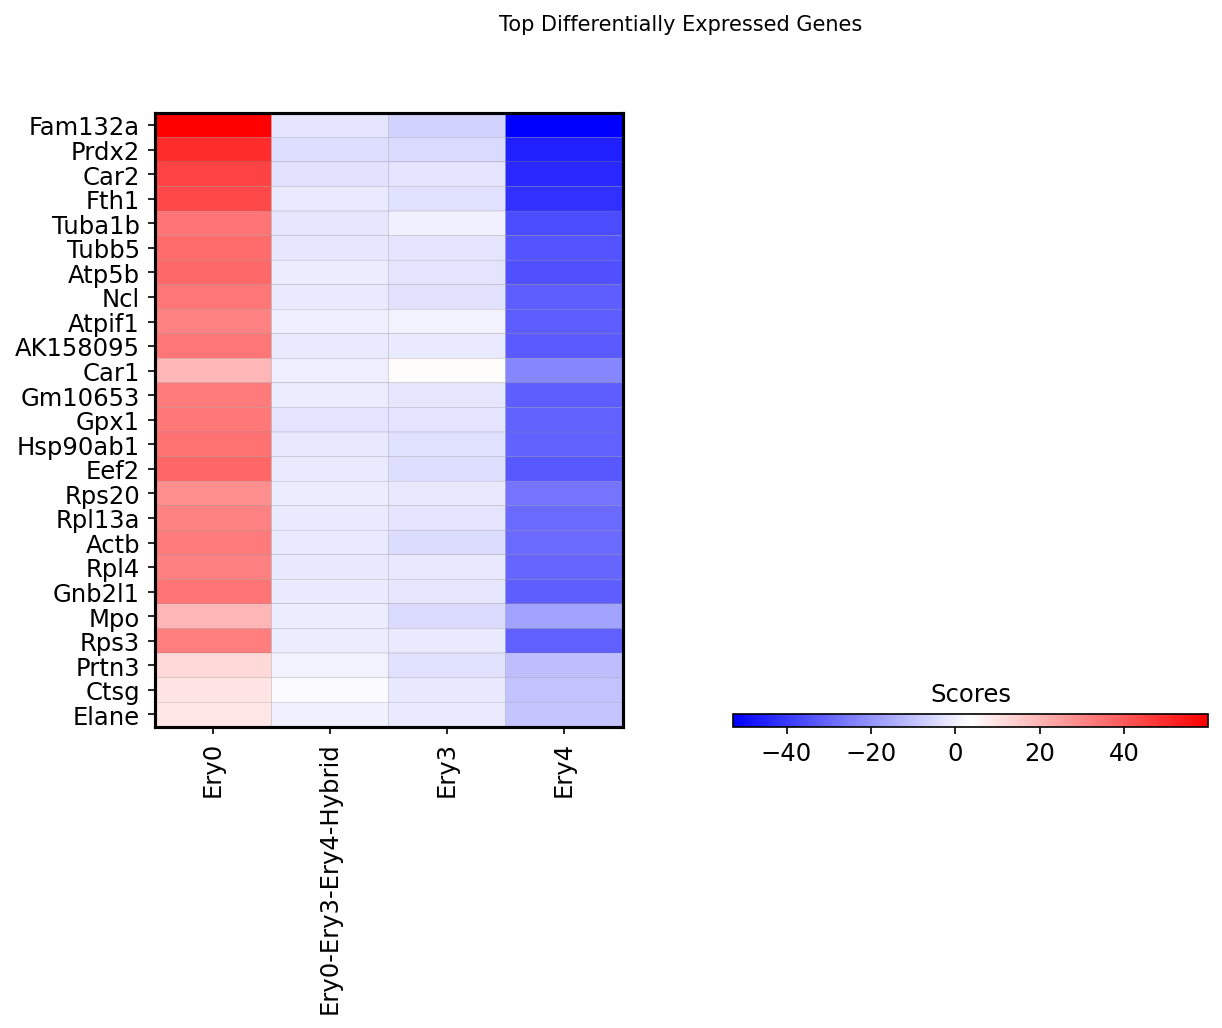 Top Differentially Expressed Genes
Fam132a
Prdx2
Car2
Fth1
Tuba1b
Tubb5
Atp5b
Ncl
Atpif1
AK158095
Car1
Gm10653
Gpx1
Hsp90ab1
Eef2
Rps20
Rpl13a
Actb
Rpl4
Gnb2l1
Mpo
Rps3
Prtn3
Ctsg
Elane
Ery0
Ery0-Ery3-Ery4-Hybrid
Ery3
Ery4
Scores
−40 −20 0 20 40